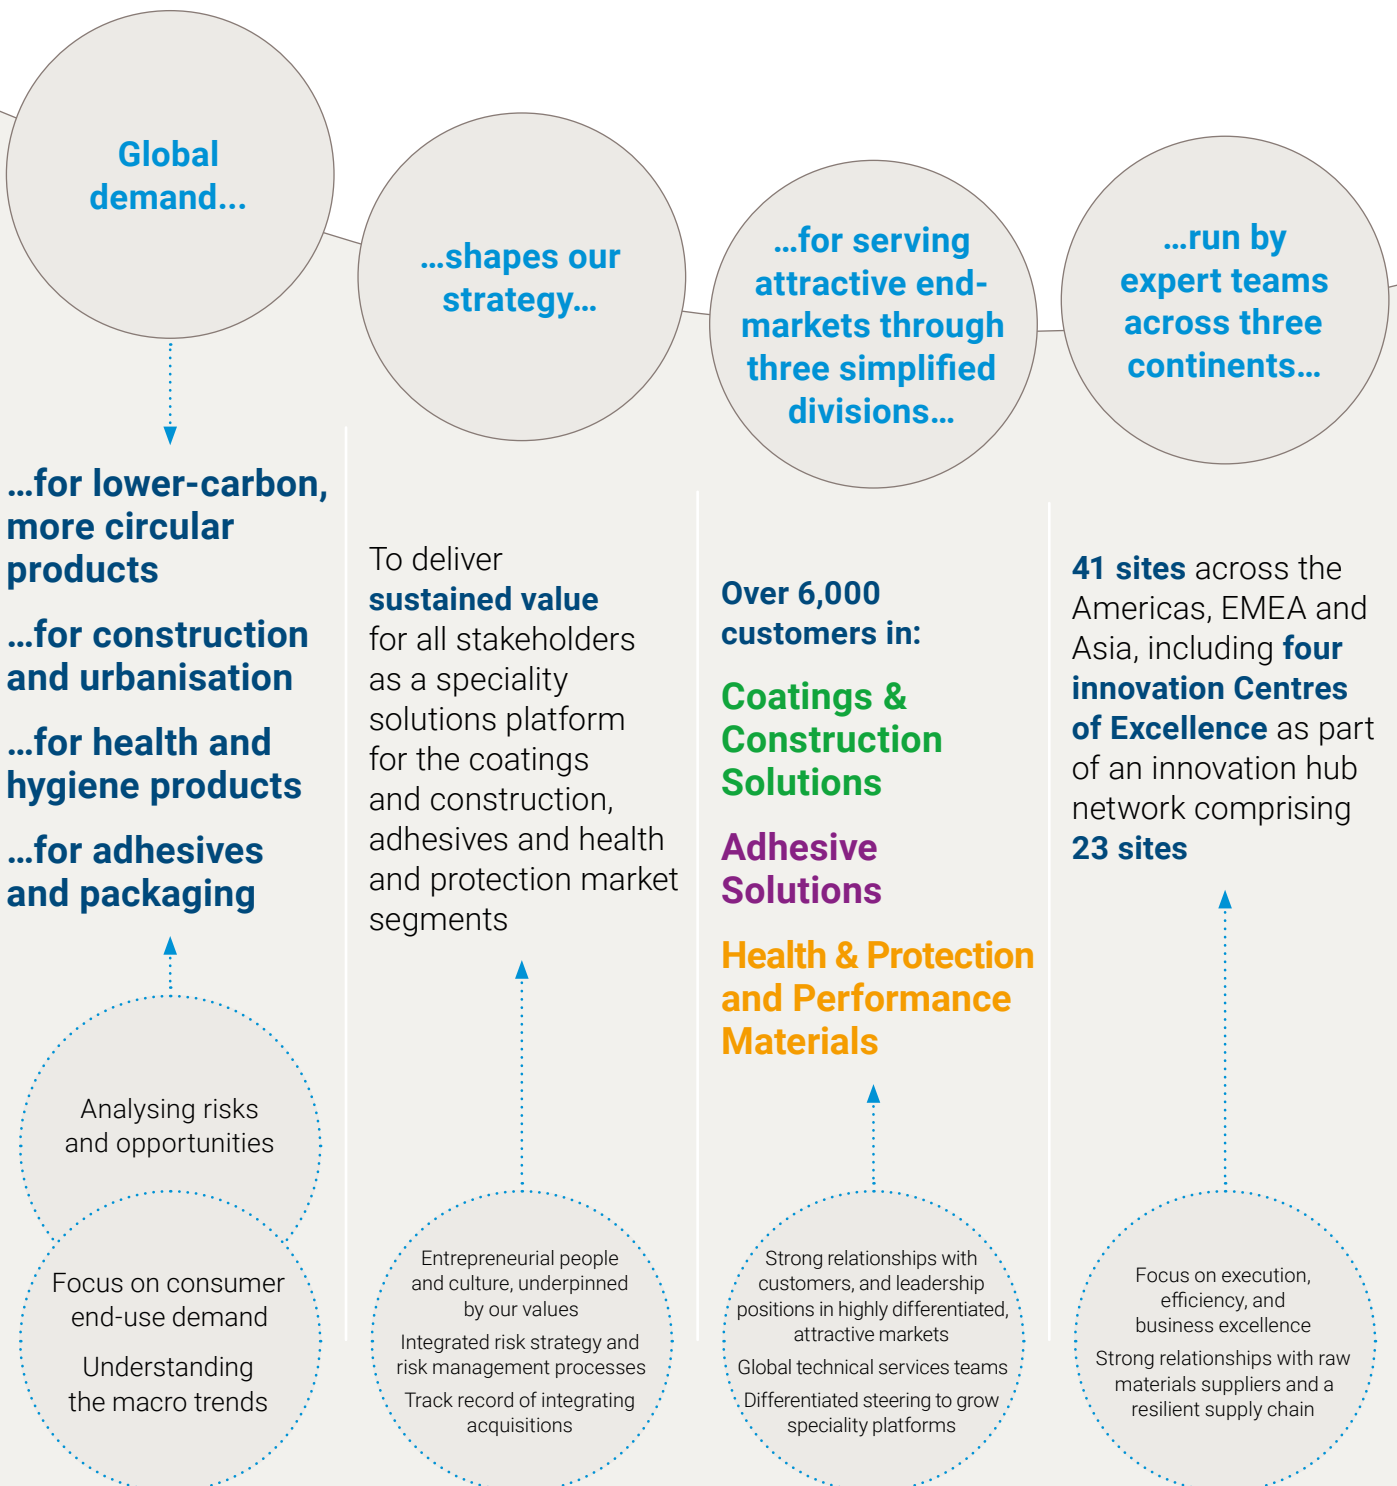 Global
demand...
...for lower-carbon,
more circular
products
...for construction
and urbanisation
...for health and
hygiene products
...for adhesives
and packaging
Analysing risks
and opportunities
Focus on consumer
end-use demand
Understanding
the macro trends
...shapes our
strategy...
To deliver
sustained value
for all stakeholders
as a speciality
solutions platform
for the coatings
and construction,
adhesives and health
and protection market
segments
Entrepreneurial people
and culture, underpinned
by our values
Integrated risk strategy and
risk management processes
Track record of integrating
acquisitions
...for serving
attractive end-
markets through
three simplified
divisions...
Over 6,000
customers in:
Coatings &
Construction
Solutions
Adhesive
Solutions
Health & Protection
and Performance
Materials
Strong relationships with
customers, and leadership
positions in highly differentiated,
attractive markets
Global technical services teams
Differentiated steering to grow
speciality platforms
...run by
expert teams
across three
continents...
41 sites across the
Americas, EMEA and
Asia, including four
innovation Centres
of Excellence as part
of an innovation hub
network comprising
23 sites
Focus on execution,
efficiency, and
business excellence
Strong relationships with raw
materials suppliers and a
resilient supply chain